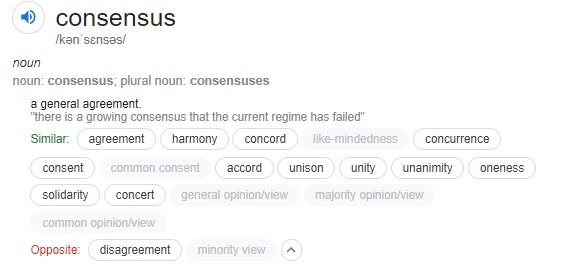 consensus
/kənˈsɛnsəs/
noun
noun: consensus; plural noun: consensuses
a general agreement.
"there is a growing consensus that the current regime has failed"
Similar: agreement harmony concord like-mindedness concurrence
consent common consent accord unison unity unanimity oneness
solidarity concert general opinion/view majority opinion/view
common opinion/view
Opposite: disagreement minority view